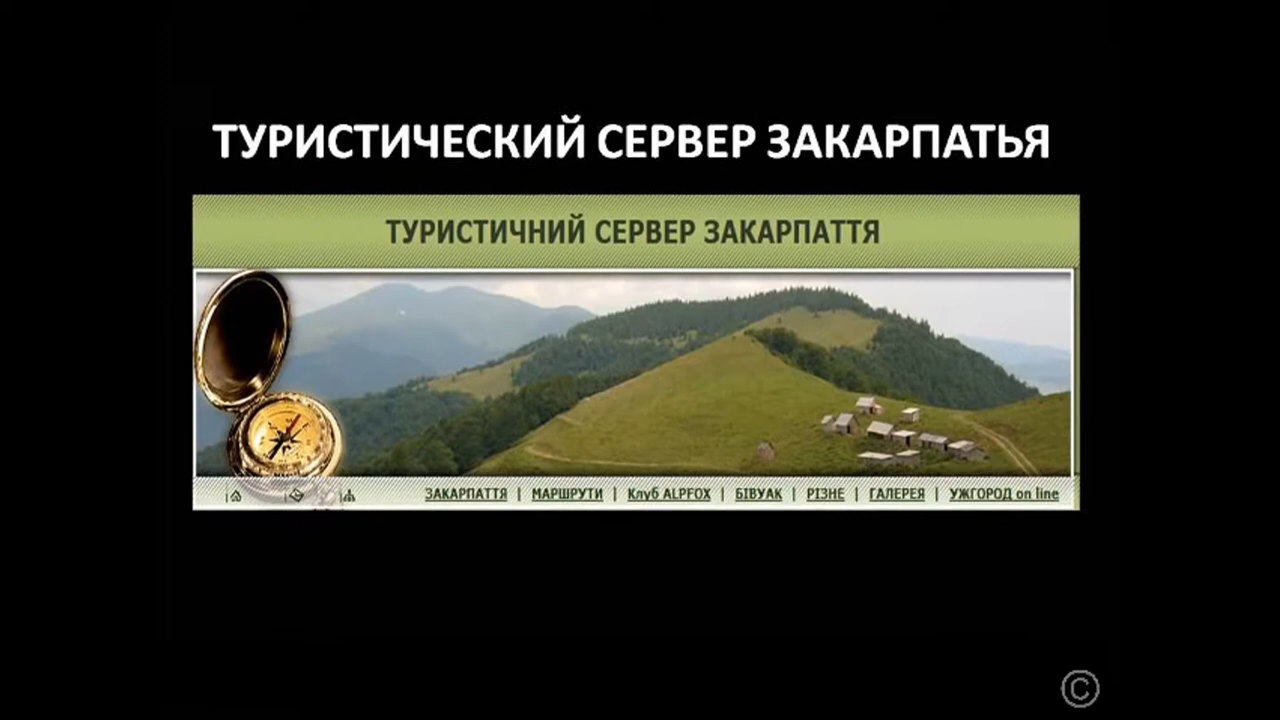 ТУРИСТИЧЕСКИЙ СЕРВЕР ЗАКАРПАТЬЯ
ТУРИСТИЧНИЙ СЕРВЕР ЗАКАРПАТТЯ
ЗАКАРПАТТЯ | МАРШРУТИ | Клуб ALPFOX | БІВУАК | РІЗНЕ | ГАЛЕРЕЯ | УЖГОРОД on line
©